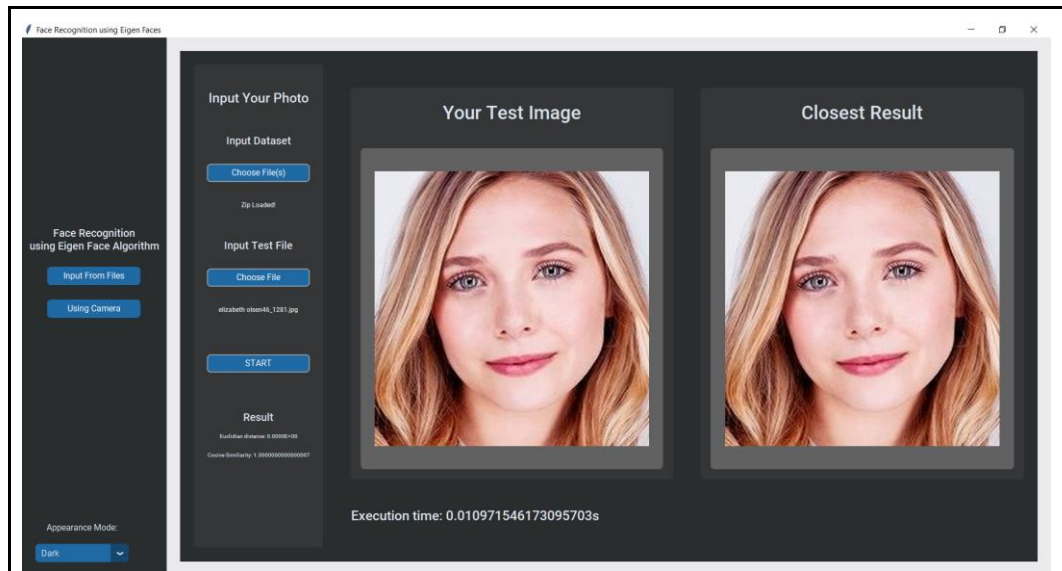 Face Recognition using Eigen Faces
Face Recognition
using Eigen Face Algorithm
Input From Files
Using Camera
Appearance Mode:
Dark
Input Your Photo
Input Dataset
Choose File(s)
Zip Loaded!
Input Test File
Choose File
elizabeth olsen46_1281.jpg
START
Result
Euclidian distance: 0.0000E+00
Cosine Similiarity: 1.0000000000000007
Your Test Image
Closest Result
Execution time: 0.010971546173095703s